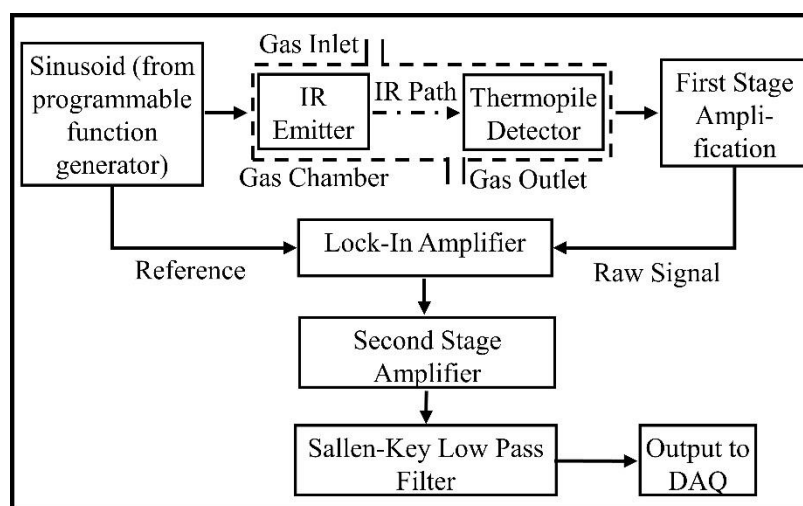 Gas Inlet
Sinusoid (from
programmable
function
generator)
IR
Emitter
IR Path
Thermopile
Detector
First Stage
Ampli-
fication
Gas Chamber
Gas Outlet
Lock-In Amplifier
Reference
Raw Signal
Second Stage
Amplifier
Sallen-Key Low Pass
Filter
Output to
DAQ